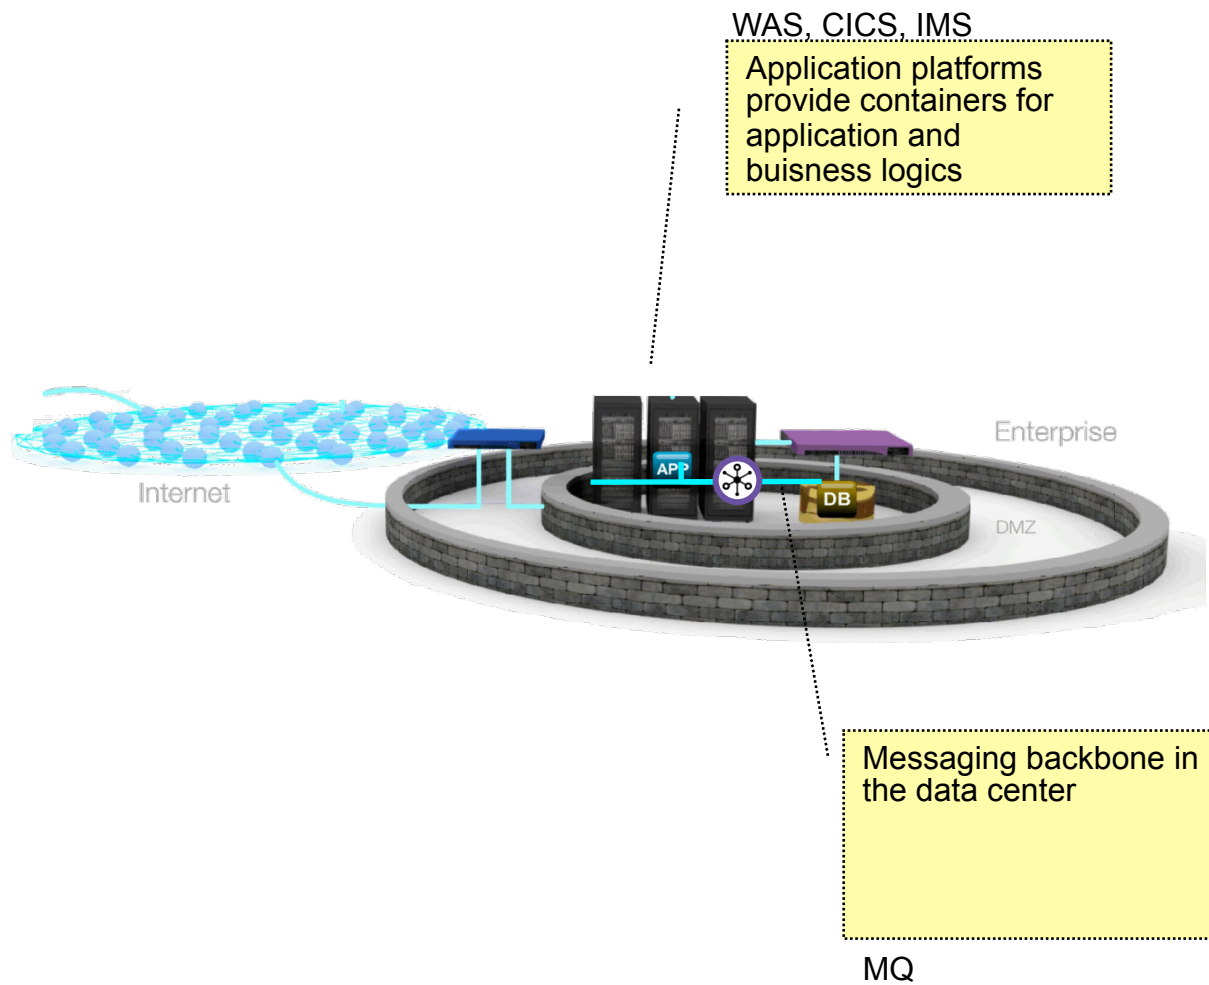 WAS, CICS, IMS
Application platforms
provide containers for
application and
buisness logics
Enterprise
Internet
APP
DB
DMZ
Messaging backbone in
the data center
MQ